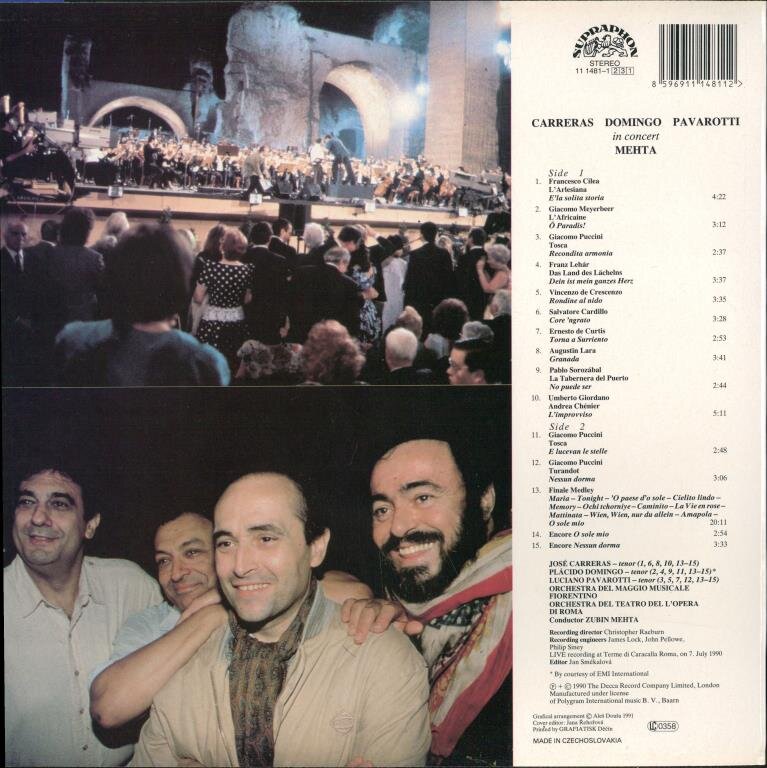 SUPRAPHON
STEREO
11 1481-1 231
8 596911 148112 >
CARRERAS DOMINGO PAVAROTTI
in concert
MEHTA
Side 1
1. Francesco Cilea
L'Arlesiana
E'la solita storia 4:22
2. Giacomo Meyerbeer
L'Africaine
Ô Paradis! 3:12
3. Giacomo Puccini
Tosca
Recondita armonia 2:37
4. Franz Lehár
Das Land des Lächelns
Dein ist mein ganzes Herz 3:37
5. Vincenzo de Crescenzo
Rondine al nido 3:35
6. Salvatore Cardillo
Core 'ngrato 3:28
7. Ernesto de Curtis
Torna a Surriento 2:53
8. Augustin Lara
Granada 3:41
9. Pablo Sorozábal
La Tabernera del Puerto
No puede ser 2:44
10. Umberto Giordano
Andrea Chénier
L'improvviso 5:11
Side 2
11. Giacomo Puccini
Tosca
E lucevan le stelle 2:48
12. Giacomo Puccini
Turandot
Nessun dorma 3:06
13. Finale Medley
Maria – Tonight – 'O paese d'o sole – Cielito lindo –
Memory – Ochi tchorniye – Caminito – La Vie en rose –
Mattinata – Wien, Wien, nur du allein – Amapola –
O sole mio 20:11
14. Encore O sole mio 2:54
15. Encore Nessun dorma 3:33
JOSÉ CARRERAS – tenor (1, 6, 8, 10, 13–15)
PLÁCIDO DOMINGO – tenor (2, 4, 9, 11, 13–15)*
LUCIANO PAVAROTTI – tenor (3, 5, 7, 12, 13–15)
ORCHESTRA DEL MAGGIO MUSICALE
FIORENTINO
ORCHESTRA DEL TEATRO DEL L'OPERA
DI ROMA
Conductor ZUBIN MEHTA
Recording director Christopher Raeburn
Recording engineers James Lock, John Pellowe,
Philip Siney
LIVE recording at Terme di Caracalla Roma, on 7. July 1990
Editor Jan Smékalová
* By courtesy of EMI International
℗ + © 1990 The Decca Record Company Limited, London
Manufactured under license
of Polygram International music B. V., Baarn
Grafical arrangement © Aleš Douša 1991
Cover editor: Jana Řehořová
Printed by GRAFIATISK Děčín
LC 0358
MADE IN CZECHOSLOVAKIA